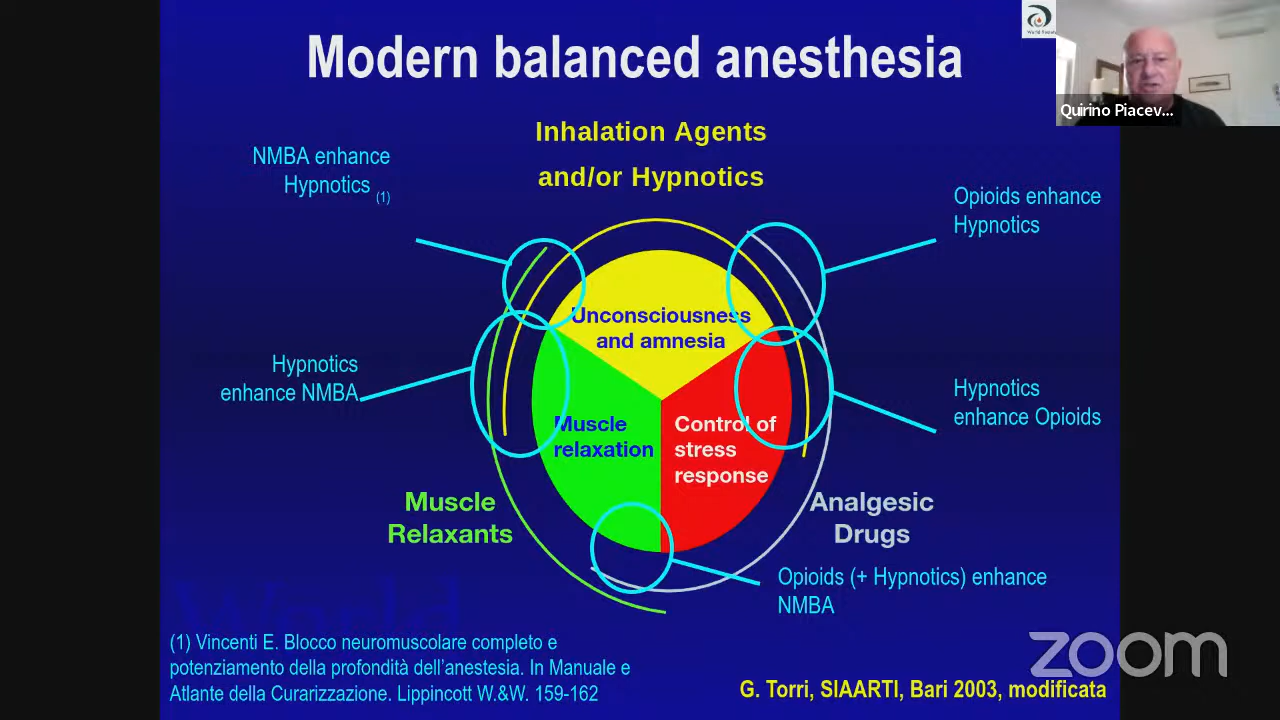 Modern balanced anesthesia
Quirino Piacev...
Inhalation Agents
and/or Hypnotics
NMBA enhance
Hypnotics (1)
Opioids enhance
Hypnotics
Unconsciousness
and amnesia
Hypnotics
enhance NMBA
Hypnotics
enhance Opioids
Muscle
relaxation
Control of
stress
response
Muscle
Relaxants
Analgesic
Drugs
Opioids (+ Hypnotics) enhance
NMBA
World
(1) Vincenti E. Blocco neuromuscolare completo e
potenziamento della profondità dell'anestesia. In Manuale e
Atlante della Curarizzazione. Lippincott W.&W. 159-162
zoom
G. Torri, SIAARTI, Bari 2003, modificata